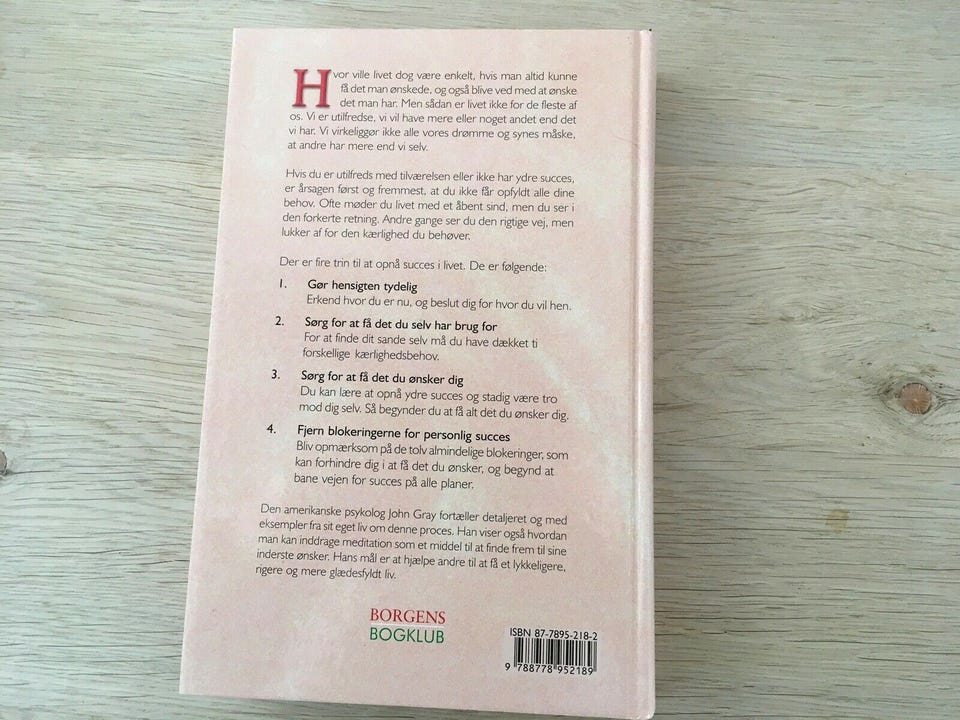 Hvor ville livet dog være enkelt, hvis man altid kunne
få det man ønskede, og også blive ved med at ønske
det man har. Men sådan er livet ikke for de fleste af
os. Vi er utilfredse, vi vil have mere eller noget andet end det
vi har. Vi virkeliggør ikke alle vores drømme og synes måske,
at andre har mere end vi selv.
Hvis du er utilfreds med tilværelsen eller ikke har ydre succes,
er årsagen først og fremmest, at du ikke får opfyldt alle dine
behov. Ofte møder du livet med et åbent sind, men du ser i
den forkerte retning. Andre gange ser du den rigtige vej, men
lukker af for den kærlighed du behøver.
Der er fire trin til at opnå succes i livet. De er følgende:
1. Gør hensigten tydelig
Erkend hvor du er nu, og beslut dig for hvor du vil hen.
2. Sørg for at få det du selv har brug for
For at finde dit sande selv må du have dækket ti
forskellige kærlighedsbehov.
3. Sørg for at få det du ønsker dig
Du kan lære at opnå ydre succes og stadig være tro
mod dig selv. Så begynder du at få alt det du ønsker dig.
4. Fjern blokeringerne for personlig succes
Bliv opmærksom på de tolv almindelige blokeringer, som
kan forhindre dig i at få det du ønsker, og begynd at
bane vejen for succes på alle planer.
Den amerikanske psykolog John Gray fortæller detaljeret og med
eksempler fra sit eget liv om denne proces. Han viser også hvordan
man kan inddrage meditation som et middel til at finde frem til sine
inderste ønsker. Hans mål er at hjælpe andre til at få et lykkeligere,
rigere og mere glædesfyldt liv.
BORGENS
BOGKLUB
ISBN 87-7895-218-2
9 788778 952189